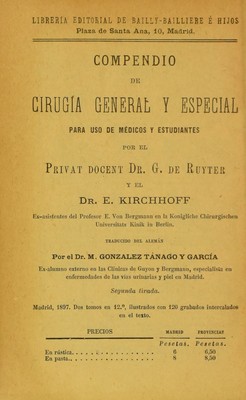 LIBRERÍA EDITORIAL DE BAILLY-BAILLIERE É HIJOS
Plaza de Santa Ana, 10, Madrid.
COMPENDIO
DE
CIRUGÍA GENERAL Y ESPECIAL
PARA USO DE MÉDICOS Y ESTUDIANTES
POR EL
PRIVAT DOCENT DR. G. DE RUYTER
Y EL
DR. E. KIRCHHOFF
Ex-asistentes del Profesor E. Von Bergmann en la Königliche Chirurgischen
Universitats Kinik in Berlin.
TRADUCIDO DEL ALEMÁN
Por el Dr. M. GONZALEZ TÁNAGO Y GARCÍA
Ex-alumno externo en las Clínicas de Guyon y Bergmann, especialista en
enfermedades de las vías urinarias y piel en Madrid.
Segunda tirada.
Madrid, 1897. Dos tomos en 12.º, ilustrados con 126 grabados intercalados
en el texto.
PRECIOS MADRID PROVINCIAS
Pesetas. Pesetas.
En rústica. . . . . . . . . . . . . . . . . 6 6,50
En pasta. . . . . . . . . . . . . . . . . . 8 8,50